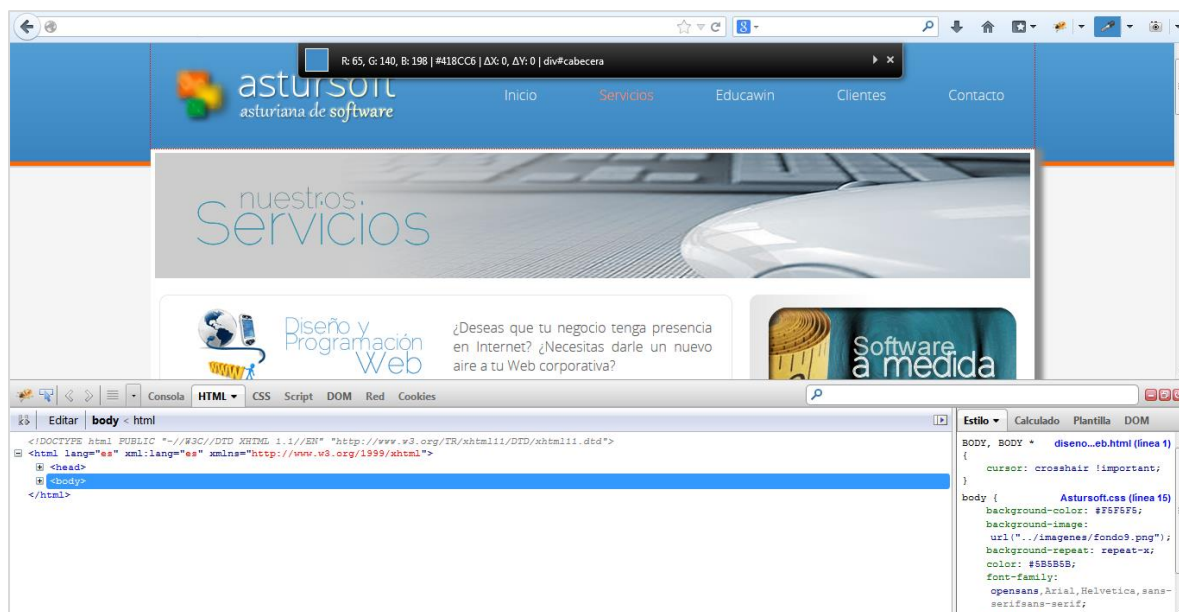 R: 65, G: 140, B: 198 | #418CC6 | ΔX: 0, ΔY: 0 | div#cabecera
astursoft
asturiana de software
Inicio Servicios Educawin Clientes Contacto
nuestros
Servicios
Diseño y
Programación
Web
WWW
¿Deseas que tu negocio tenga presencia
en Internet? ¿Necesitas darle un nuevo
aire a tu Web corporativa?
Software
a medida
Consola HTML CSS Script DOM Red Cookies
Editar body < html
<!DOCTYPE html PUBLIC "-//W3C//DTD XHTML 1.1//EN" "http://www.w3.org/TR/xhtml11/DTD/xhtml11.dtd">
<html lang="es" xml:lang="es" xmlns="http://www.w3.org/1999/xhtml">
<head>
<body>
</html>
Estilo Calculado Plantilla DOM
BODY, BODY * diseno...eb.html (línea 1)
{
cursor: crosshair !important;
}
body { Astursoft.css (línea 15)
background-color: #F5F5F5;
background-image:
url("../imagenes/fondo9.png");
background-repeat: repeat-x;
color: #5B5B5B;
font-family:
opensans,Arial,Helvetica,sans-
serifsans-serif;